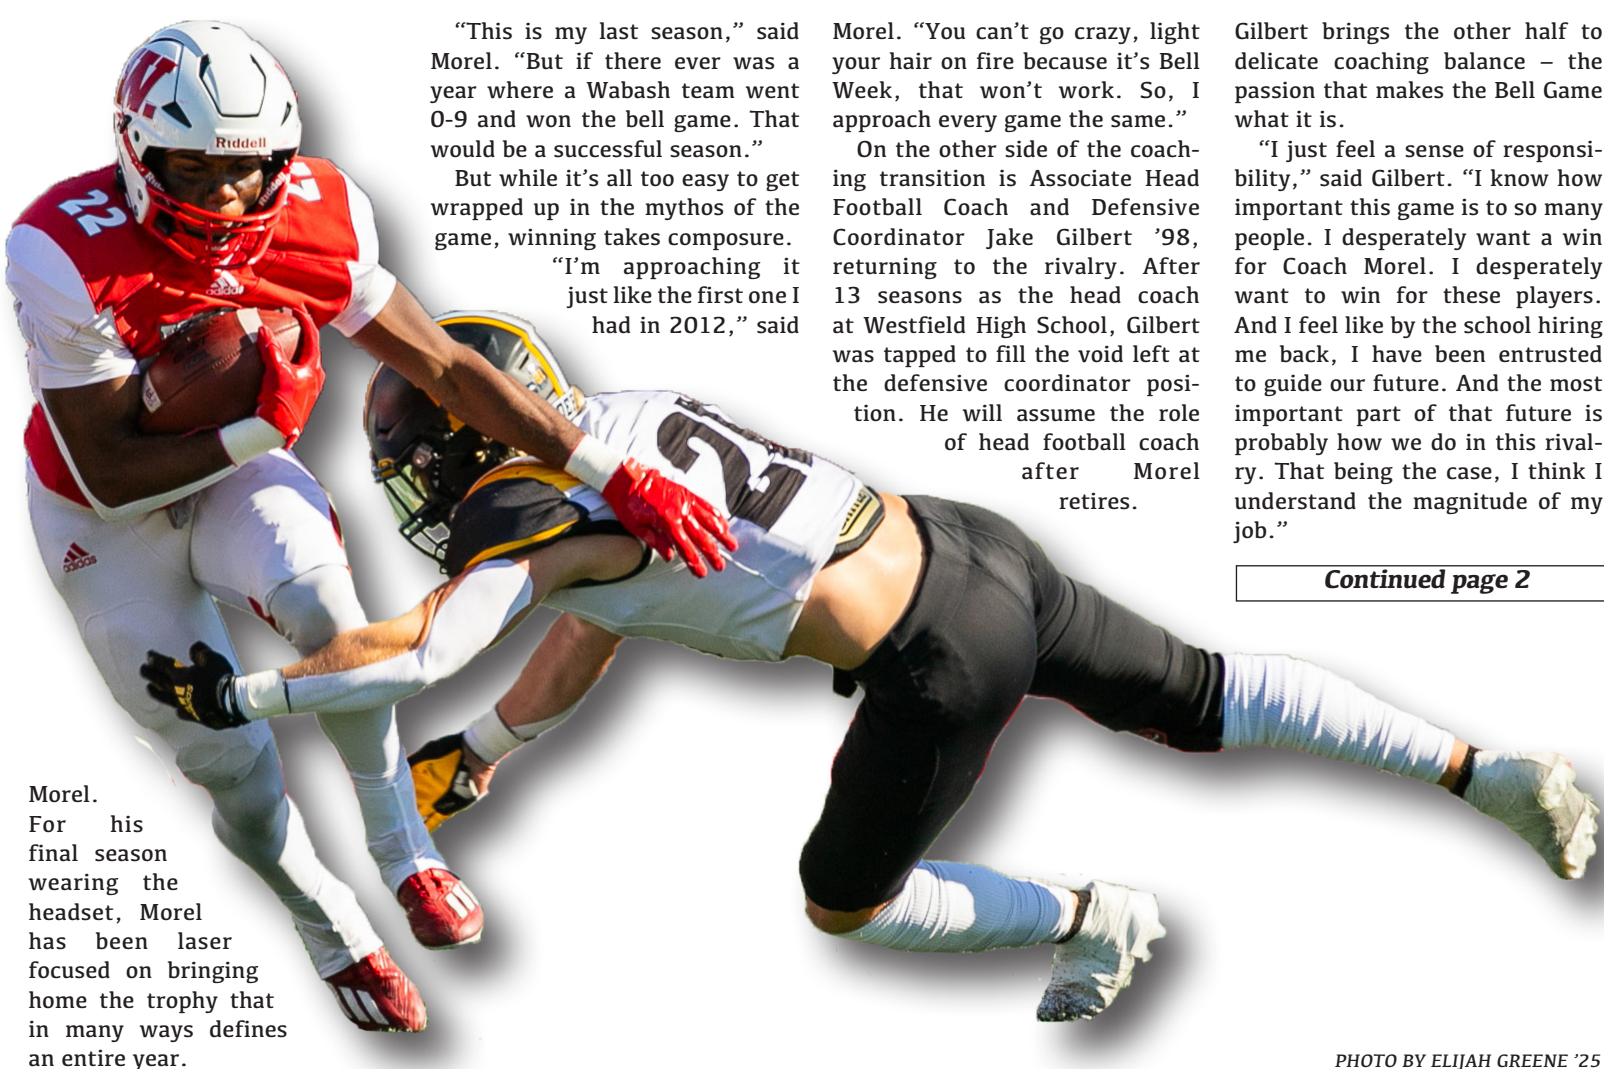 Morel.
For his
final season
wearing the
headset, Morel
has been laser
focused on bringing
home the trophy that
in many ways defines
an entire year.
“This is my last season,” said
Morel. “But if there ever was a
year where a Wabash team went
0-9 and won the bell game. That
would be a successful season.”
But while it’s all too easy to get
wrapped up in the mythos of the
game, winning takes composure.
“I’m approaching it
just like the first one I
had in 2012,” said
Morel. “You can’t go crazy, light
your hair on fire because it’s Bell
Week, that won’t work. So, I
approach every game the same.”
On the other side of the coach-
ing transition is Associate Head
Football Coach and Defensive
Coordinator Jake Gilbert ’98,
returning to the rivalry. After
13 seasons as the head coach
at Westfield High School, Gilbert
was tapped to fill the void left at
the defensive coordinator posi-
tion. He will assume the role
of head football coach
after Morel
retires.
Gilbert brings the other half to
delicate coaching balance – the
passion that makes the Bell Game
what it is.
“I just feel a sense of responsi-
bility,” said Gilbert. “I know how
important this game is to so many
people. I desperately want a win
for Coach Morel. I desperately
want to win for these players.
And I feel like by the school hiring
me back, I have been entrusted
to guide our future. And the most
important part of that future is
probably how we do in this rival-
ry. That being the case, I think I
understand the magnitude of my
job.”
Continued page 2
PHOTO BY ELIJAH GREENE ’25
W.
Riddell
Riddell
22
adidas
adidas